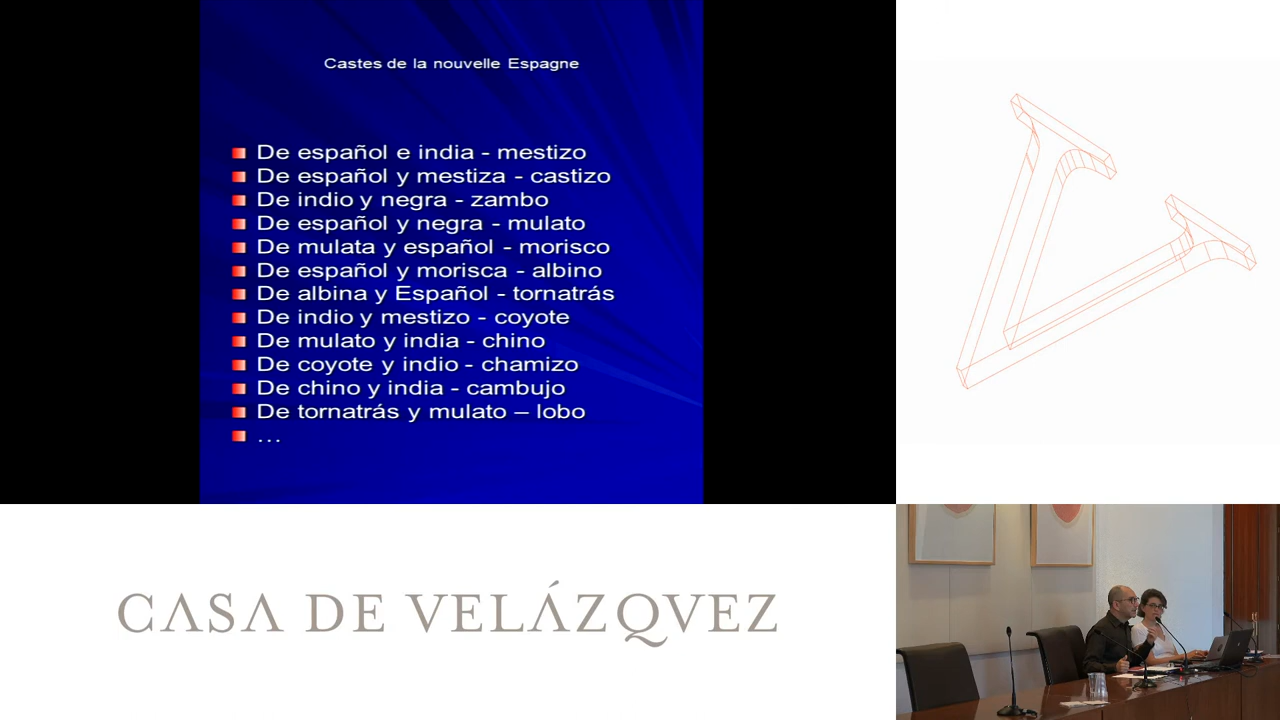 Castes de la nouvelle Espagne
De español e india - mestizo
De español y mestiza - castizo
De indio y negra - zambo
De español y negra - mulato
De mulata y español - morisco
De español y morisca - albino
De albina y Español - tornatrás
De indio y mestizo - coyote
De mulato y india - chino
De coyote y indio - chamizo
De chino y india - cambujo
De tornatrás y mulato – lobo
…
CASA DE VELÁZQVEZ